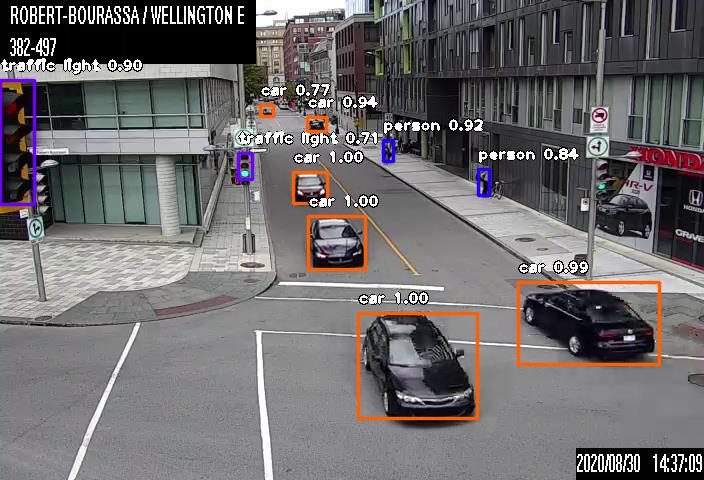 ROBERT-BOURASSA / WELLINGTON E
382-497
traffic light 0.90
car 0.77
car 0.94
traffic light 0.71
person 0.92
car 1.00
person 0.84
HONDA
HR-V
HONDA
car 1.00
car 0.99
car 1.00
2020/08/30 14:37:09